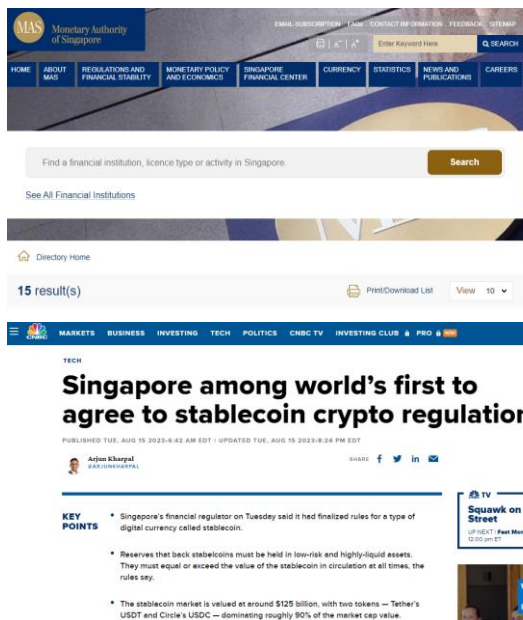 MAS
Monetary Authority
of Singapore
EMAIL SUBSCRIPTION FAQs CONTACT INFORMATION FEEDBACK SITEMAP
A- A+ Enter Keyword Here SEARCH
HOME ABOUT MAS REGULATIONS AND FINANCIAL STABILITY MONETARY POLICY AND ECONOMICS SINGAPORE FINANCIAL CENTER CURRENCY STATISTICS NEWS AND PUBLICATIONS CAREERS
Find a financial institution, licence type or activity in Singapore.
Search
See All Financial Institutions
Directory Home
15 result(s)
Print/Download List View 10
CNBC MARKETS BUSINESS INVESTING TECH POLITICS CNBC TV INVESTING CLUB PRO
TECH
Singapore among world's first to
agree to stablecoin crypto regulation
PUBLISHED TUE, AUG 15 2023•6:42 AM EDT | UPDATED TUE, AUG 15 2023•8:24 PM EDT
Arjun Kharpal
@ARJUNKHARPAL
SHARE
KEY
POINTS
• Singapore's financial regulator on Tuesday said it had finalized rules for a type of
digital currency called stablecoin.
• Reserves that back stabelcoins must be held in low-risk and highly-liquid assets.
They must equal or exceed the value of the stablecoin in circulation at all times, the
rules say.
• The stablecoin market is valued at around $125 billion, with two tokens — Tether's
USDT and Circle's USDC — dominating roughly 90% of the market cap value.
TV
Squawk on
Street
UP NEXT | Fast Mon
12:00 pm ET